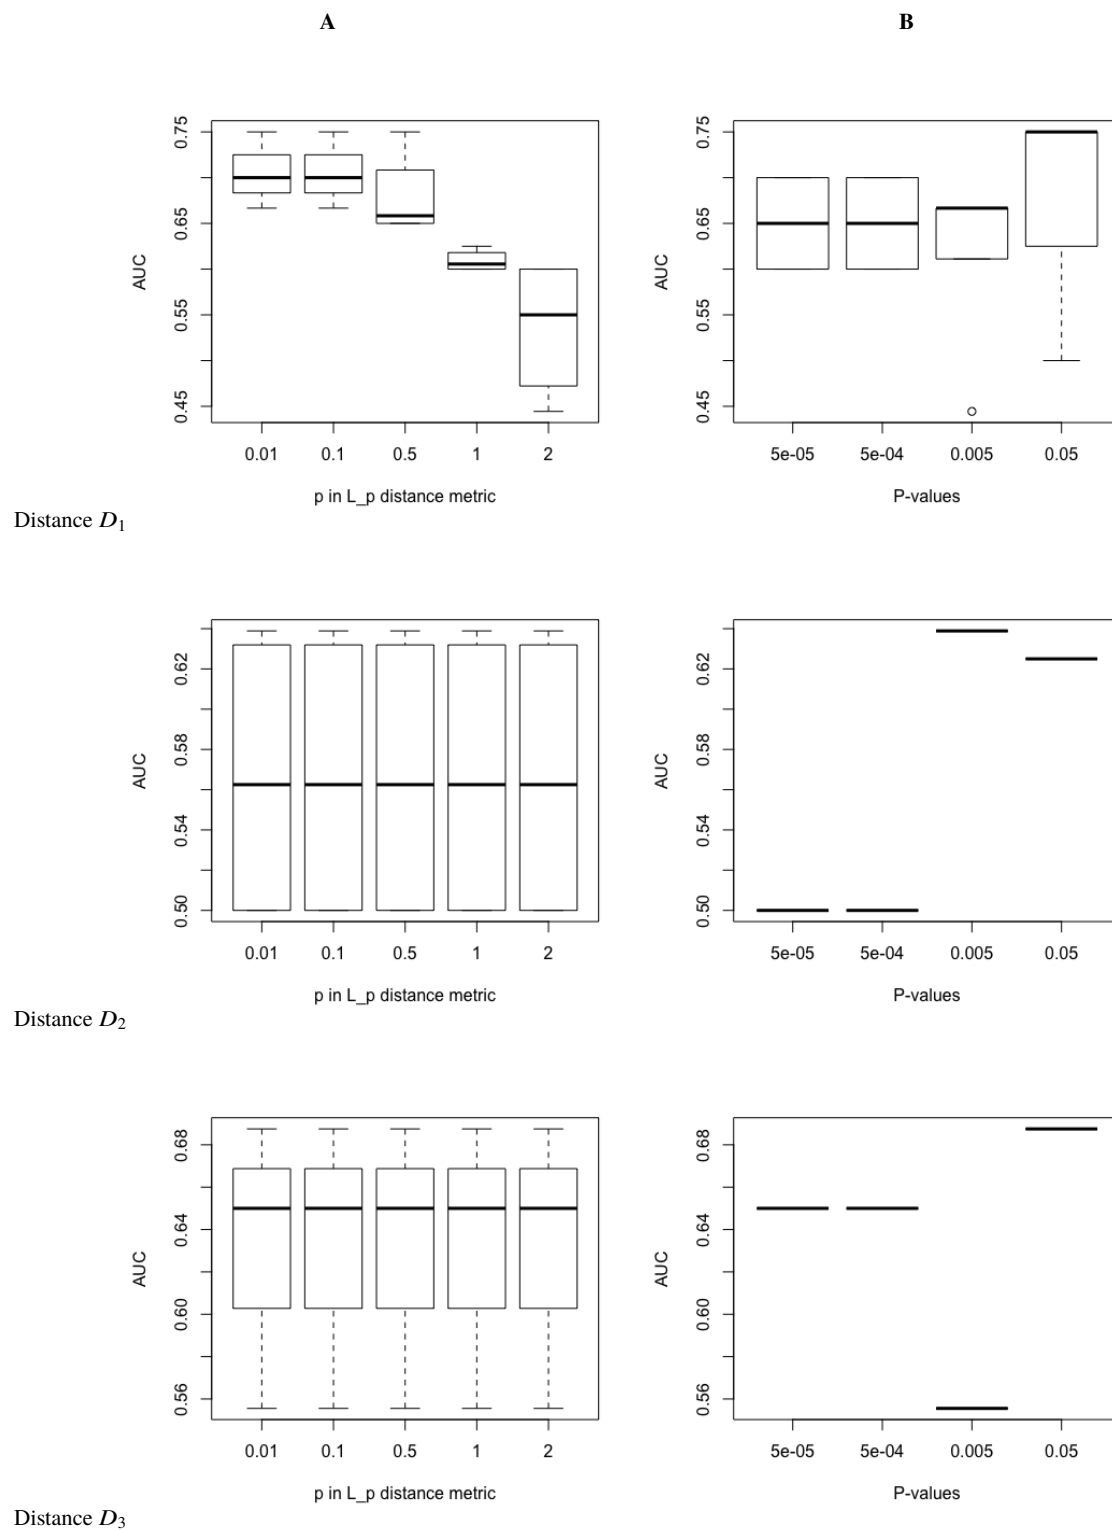 A B
0.75
0.65
0.55
0.45
AUC
0.01 0.1 0.5 1 2
p in L_p distance metric
0.75
0.65
0.55
0.45
AUC
5e-05 5e-04 0.005 0.05
P-values
Distance D1
0.62
0.58
0.54
0.50
AUC
0.01 0.1 0.5 1 2
p in L_p distance metric
0.62
0.58
0.54
0.50
AUC
5e-05 5e-04 0.005 0.05
P-values
Distance D2
0.68
0.64
0.60
0.56
AUC
0.01 0.1 0.5 1 2
p in L_p distance metric
0.68
0.64
0.60
0.56
AUC
5e-05 5e-04 0.005 0.05
P-values
Distance D3